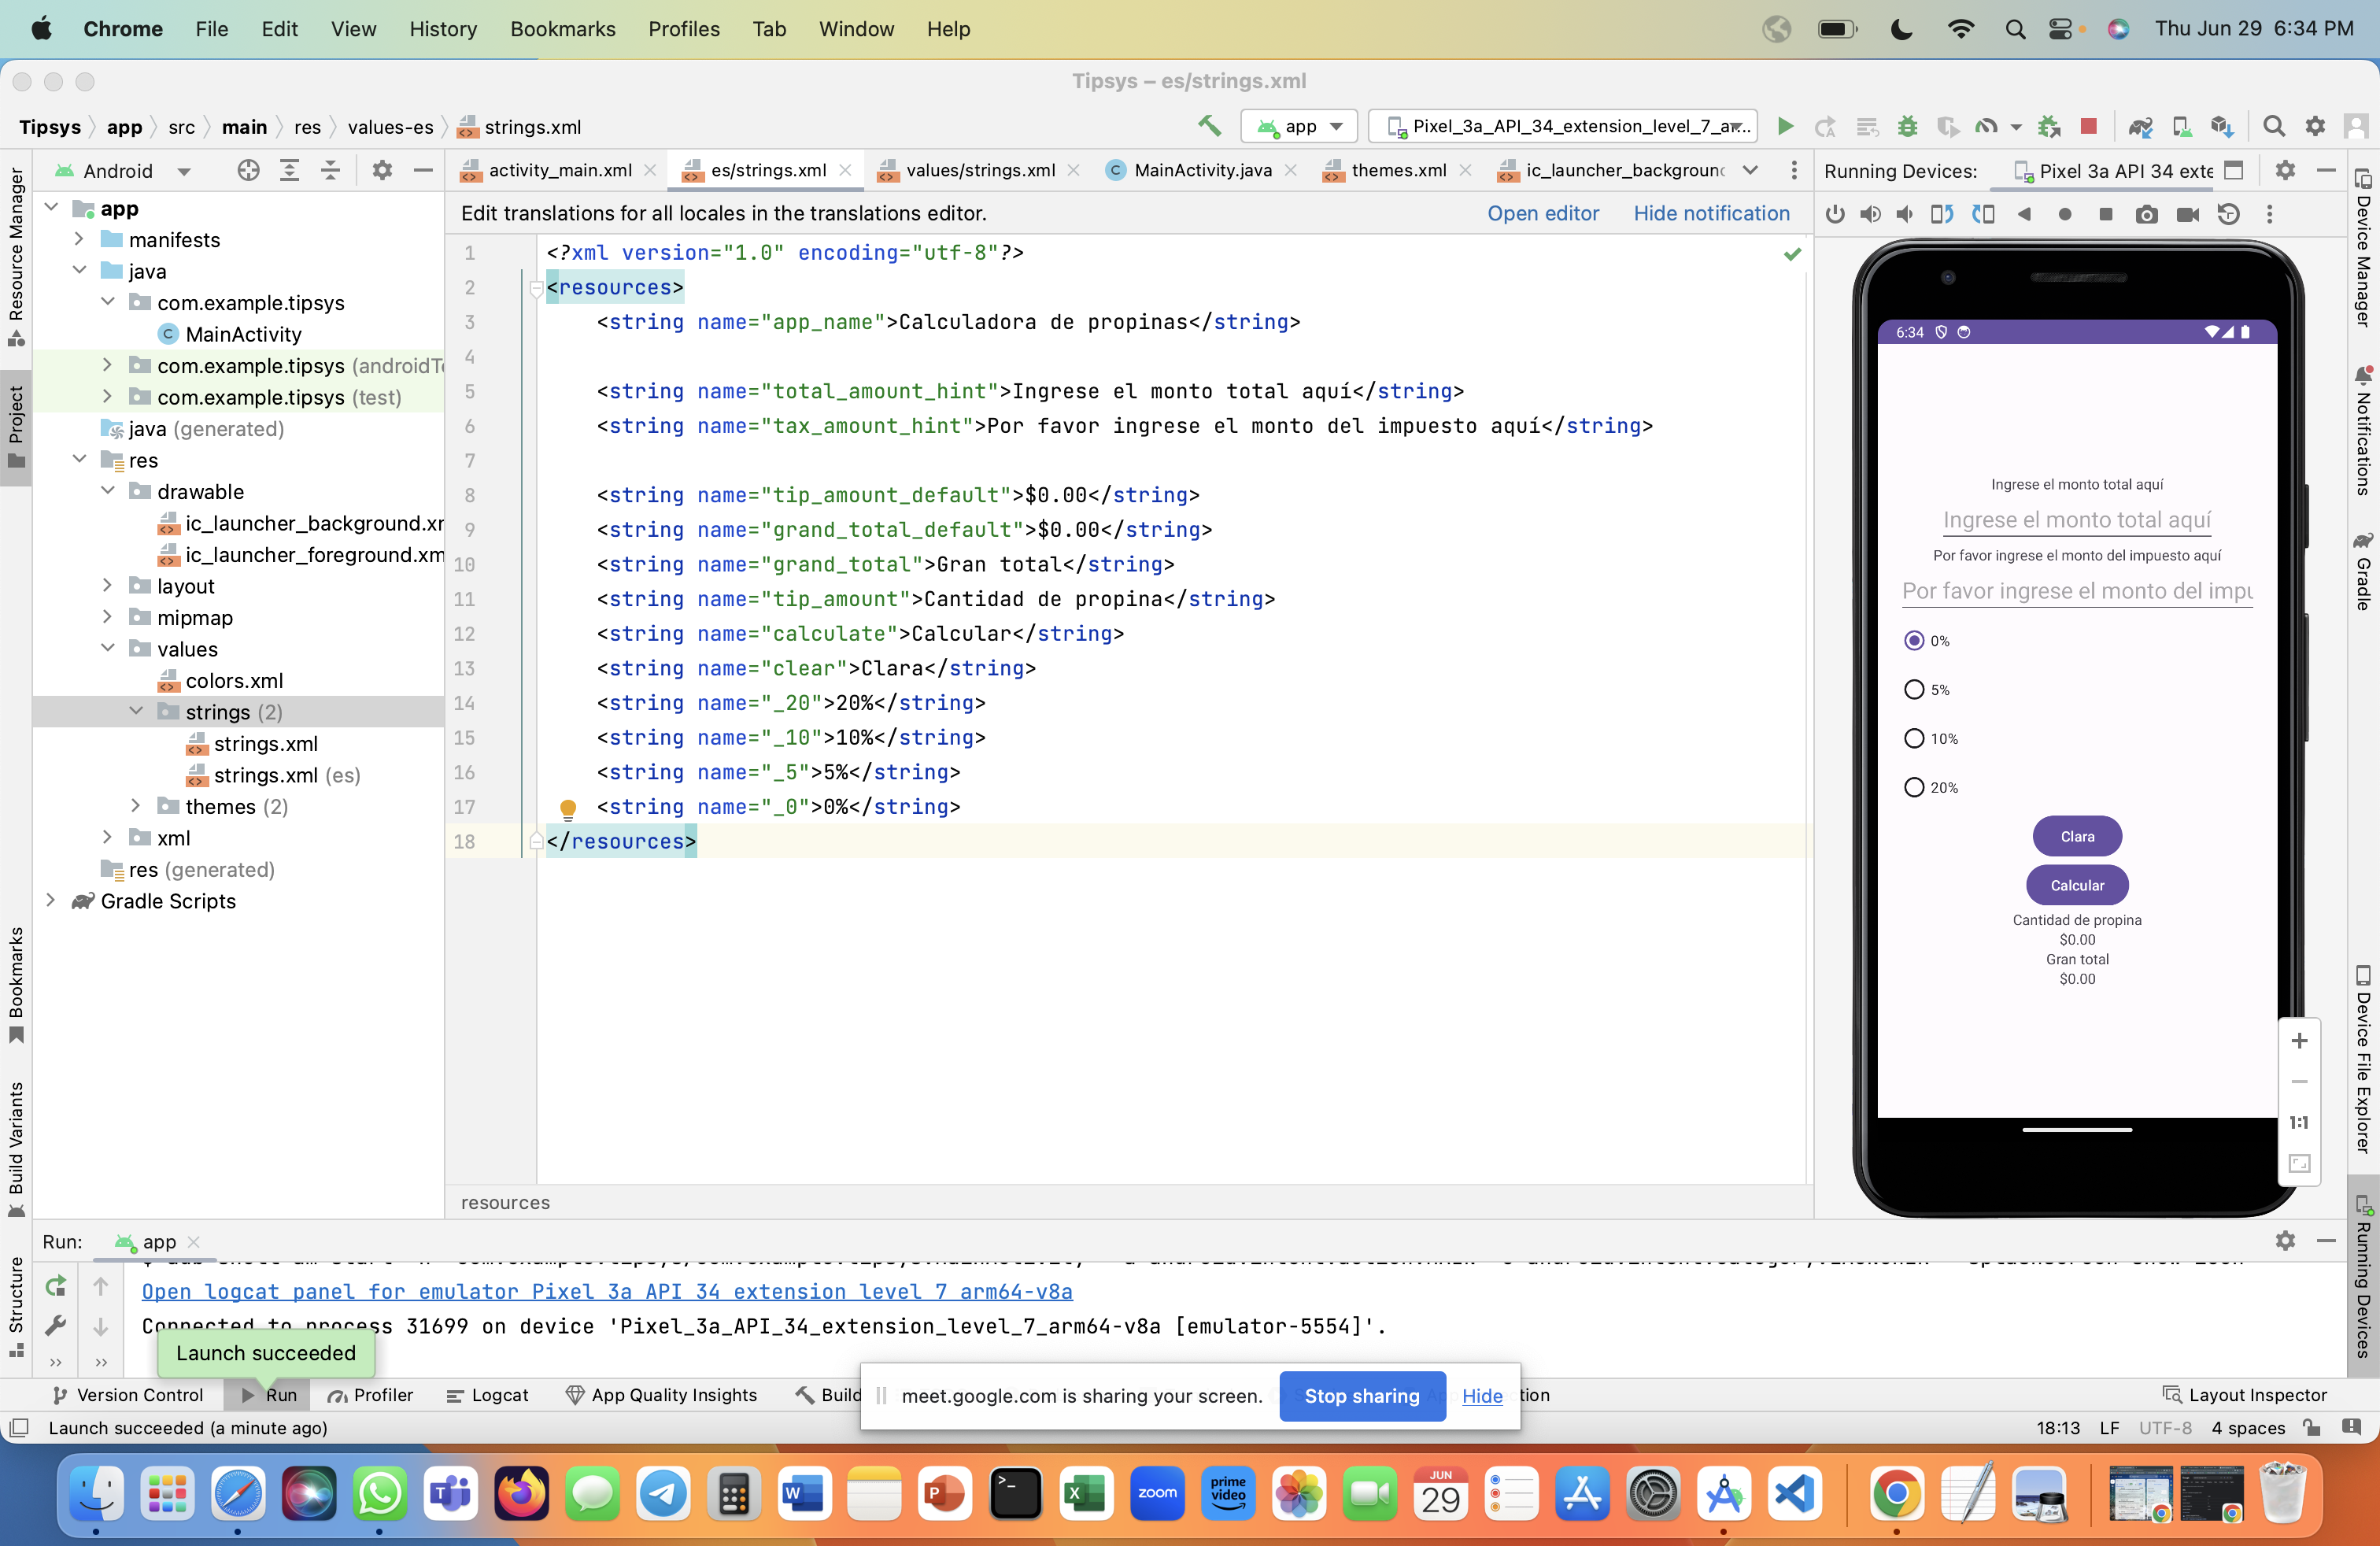 Chrome File Edit View History Bookmarks Profiles Tab Window Help Thu Jun 29 6:34 PM
Tipsys – es/strings.xml
Tipsys app src main res values-es strings.xml app Pixel_3a_API_34_extension_level_7_a...
Android activity_main.xml es/strings.xml values/strings.xml MainActivity.java themes.xml ic_launcher_background Running Devices: Pixel 3a API 34 exte
Edit translations for all locales in the translations editor. Open editor Hide notification
Resource Manager
Project
Bookmarks
Build Variants
Structure
app
manifests
java
com.example.tipsys
MainActivity
com.example.tipsys (androidTe
com.example.tipsys (test)
java (generated)
res
drawable
ic_launcher_background.xm
ic_launcher_foreground.xm
layout
mipmap
values
colors.xml
strings (2)
strings.xml
strings.xml (es)
themes (2)
xml
res (generated)
Gradle Scripts
1 <?xml version="1.0" encoding="utf-8"?>
2 <resources>
3 <string name="app_name">Calculadora de propinas</string>
4
5 <string name="total_amount_hint">Ingrese el monto total aquí</string>
6 <string name="tax_amount_hint">Por favor ingrese el monto del impuesto aquí</string>
7
8 <string name="tip_amount_default">$0.00</string>
9 <string name="grand_total_default">$0.00</string>
10 <string name="grand_total">Gran total</string>
11 <string name="tip_amount">Cantidad de propina</string>
12 <string name="calculate">Calcular</string>
13 <string name="clear">Clara</string>
14 <string name="_20">20%</string>
15 <string name="_10">10%</string>
16 <string name="_5">5%</string>
17 <string name="_0">0%</string>
18 </resources>
resources
6:34
Ingrese el monto total aquí
Ingrese el monto total aquí
Por favor ingrese el monto del impuesto aquí
Por favor ingrese el monto del impu
0%
5%
10%
20%
Clara
Calcular
Cantidad de propina
$0.00
Gran total
$0.00
1:1
Device Manager
Notifications
Gradle
Device File Explorer
Running Devices
Run: app
Open logcat panel for emulator Pixel 3a API 34 extension level 7 arm64-v8a
Connected to process 31699 on device 'Pixel_3a_API_34_extension_level_7_arm64-v8a [emulator-5554]'.
Launch succeeded
Version Control Run Profiler Logcat App Quality Insights Build Layout Inspector
meet.google.com is sharing your screen. Stop sharing Hide
Launch succeeded (a minute ago) 18:13 LF UTF-8 4 spaces
zoom
prime video
JUN
29